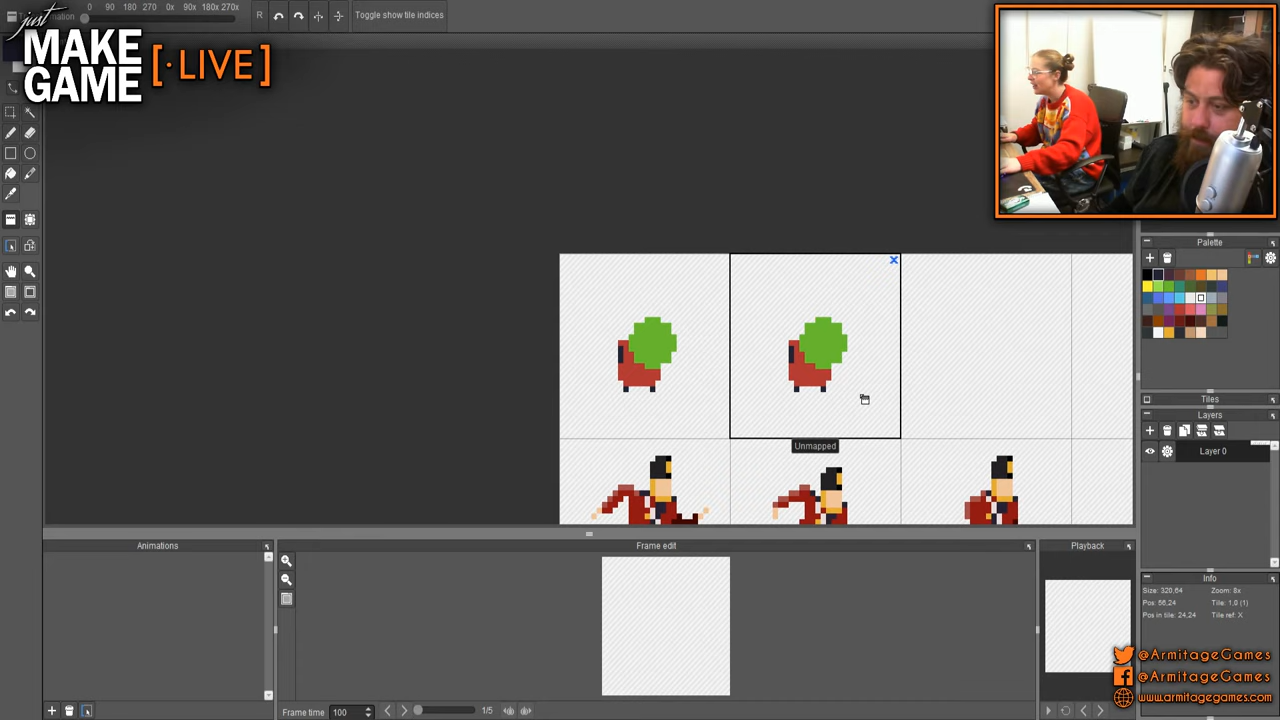 just
MAKE
GAME
[·LIVE]
0 90 180 270 0x 90x 180x 270x
R
Toggle show tile indices
Unmapped
Palette
Tiles
Layers
Layer 0
Animations
Frame edit
Playback
Info
Size: 320,64
Zoom: 8x
Pos: 56,24
Tile: 1,0 (1)
Pos in tile: 24,24
Tile ref: X
Frame time
100
1/5
@ArmitageGames
@ArmitageGames
www.armitagegames.com